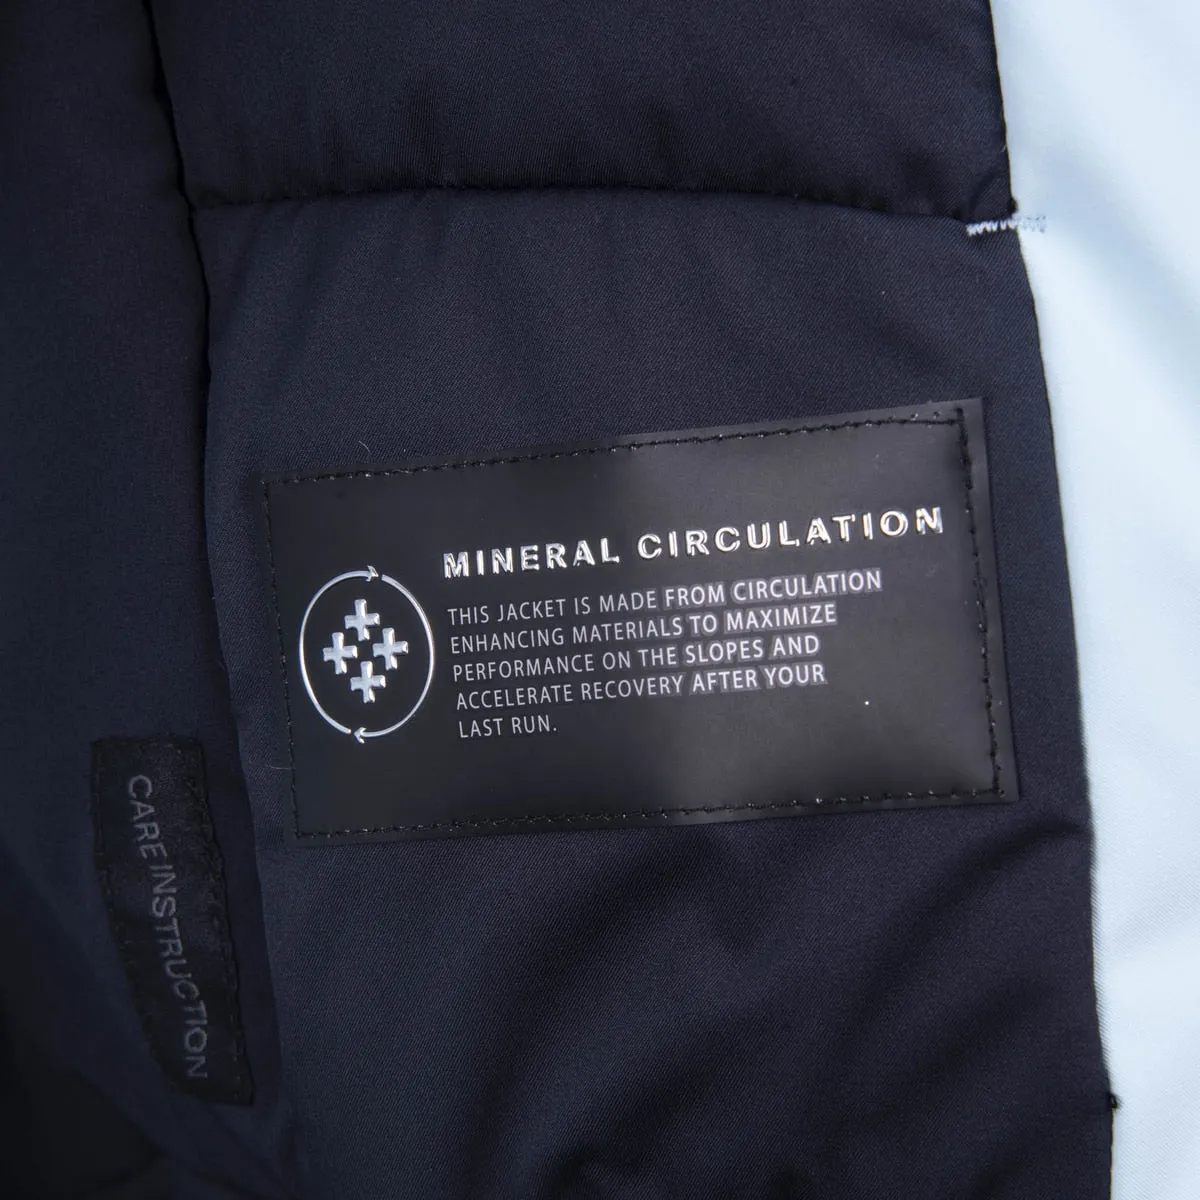 MINERAL CIRCULATION
THIS JACKET IS MADE FROM CIRCULATION
ENHANCING MATERIALS TO MAXIMIZE
PERFORMANCE ON THE SLOPES AND
ACCELERATE RECOVERY AFTER YOUR
LAST RUN.
CARE INSTRUCTION